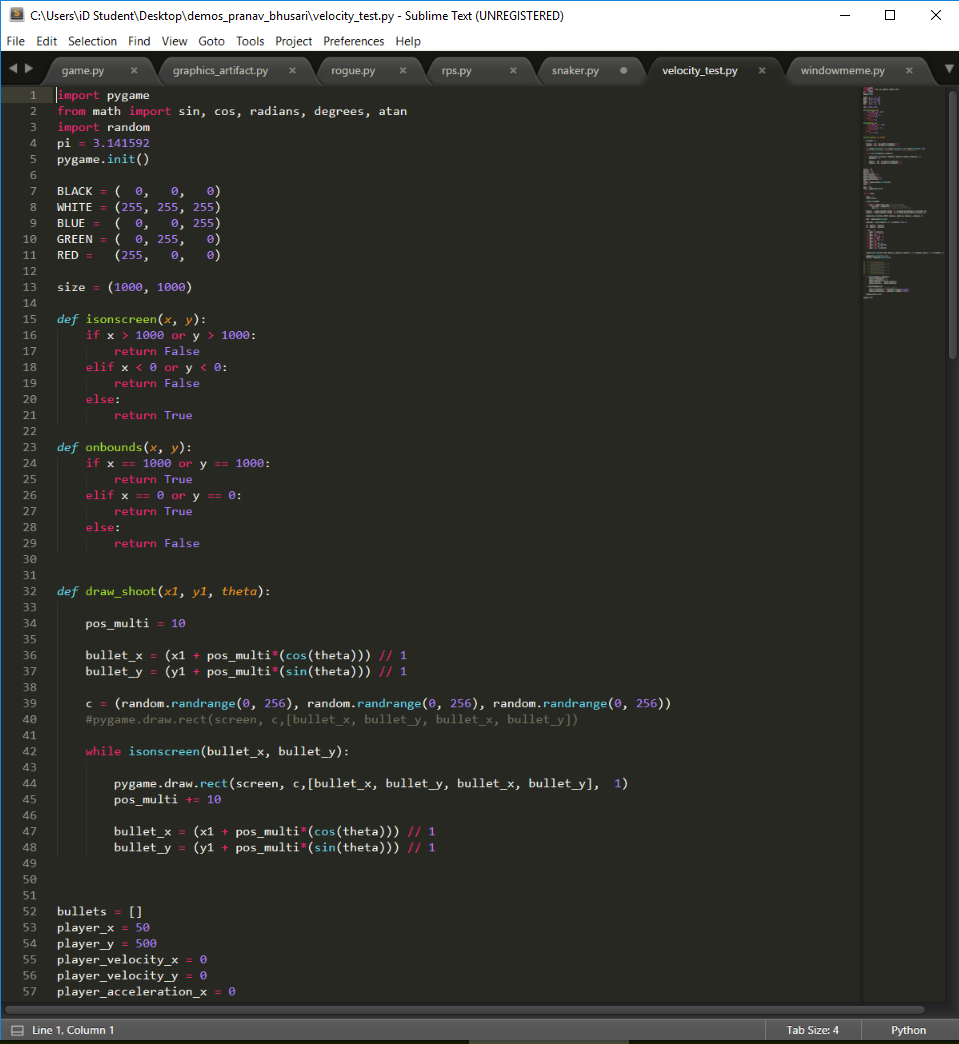 C:\Users\iD Student\Desktop\demos_pranav_bhusari\velocity_test.py - Sublime Text (UNREGISTERED)
File Edit Selection Find View Goto Tools Project Preferences Help
game.py graphics_artifact.py rogue.py rps.py snaker.py velocity_test.py windowmeme.py
1 import pygame
2 from math import sin, cos, radians, degrees, atan
3 import random
4 pi = 3.141592
5 pygame.init()
6
7 BLACK = (  0,   0,   0)
8 WHITE = (255, 255, 255)
9 BLUE =  (  0,   0, 255)
10 GREEN = (  0, 255,   0)
11 RED =   (255,   0,   0)
12
13 size = (1000, 1000)
14
15 def isonscreen(x, y):
16     if x > 1000 or y > 1000:
17         return False
18     elif x < 0 or y < 0:
19         return False
20     else:
21         return True
22
23 def onbounds(x, y):
24     if x == 1000 or y == 1000:
25         return True
26     elif x == 0 or y == 0:
27         return True
28     else:
29         return False
30
31
32 def draw_shoot(x1, y1, theta):
33
34     pos_multi = 10
35
36     bullet_x = (x1 + pos_multi*(cos(theta))) // 1
37     bullet_y = (y1 + pos_multi*(sin(theta))) // 1
38
39     c = (random.randrange(0, 256), random.randrange(0, 256), random.randrange(0, 256))
40     #pygame.draw.rect(screen, c,[bullet_x, bullet_y, bullet_x, bullet_y])
41
42     while isonscreen(bullet_x, bullet_y):
43
44         pygame.draw.rect(screen, c,[bullet_x, bullet_y, bullet_x, bullet_y],  1)
45         pos_multi += 10
46
47         bullet_x = (x1 + pos_multi*(cos(theta))) // 1
48         bullet_y = (y1 + pos_multi*(sin(theta))) // 1
49
50
51
52 bullets = []
53 player_x = 50
54 player_y = 500
55 player_velocity_x = 0
56 player_velocity_y = 0
57 player_acceleration_x = 0
Line 1, Column 1 Tab Size: 4 Python